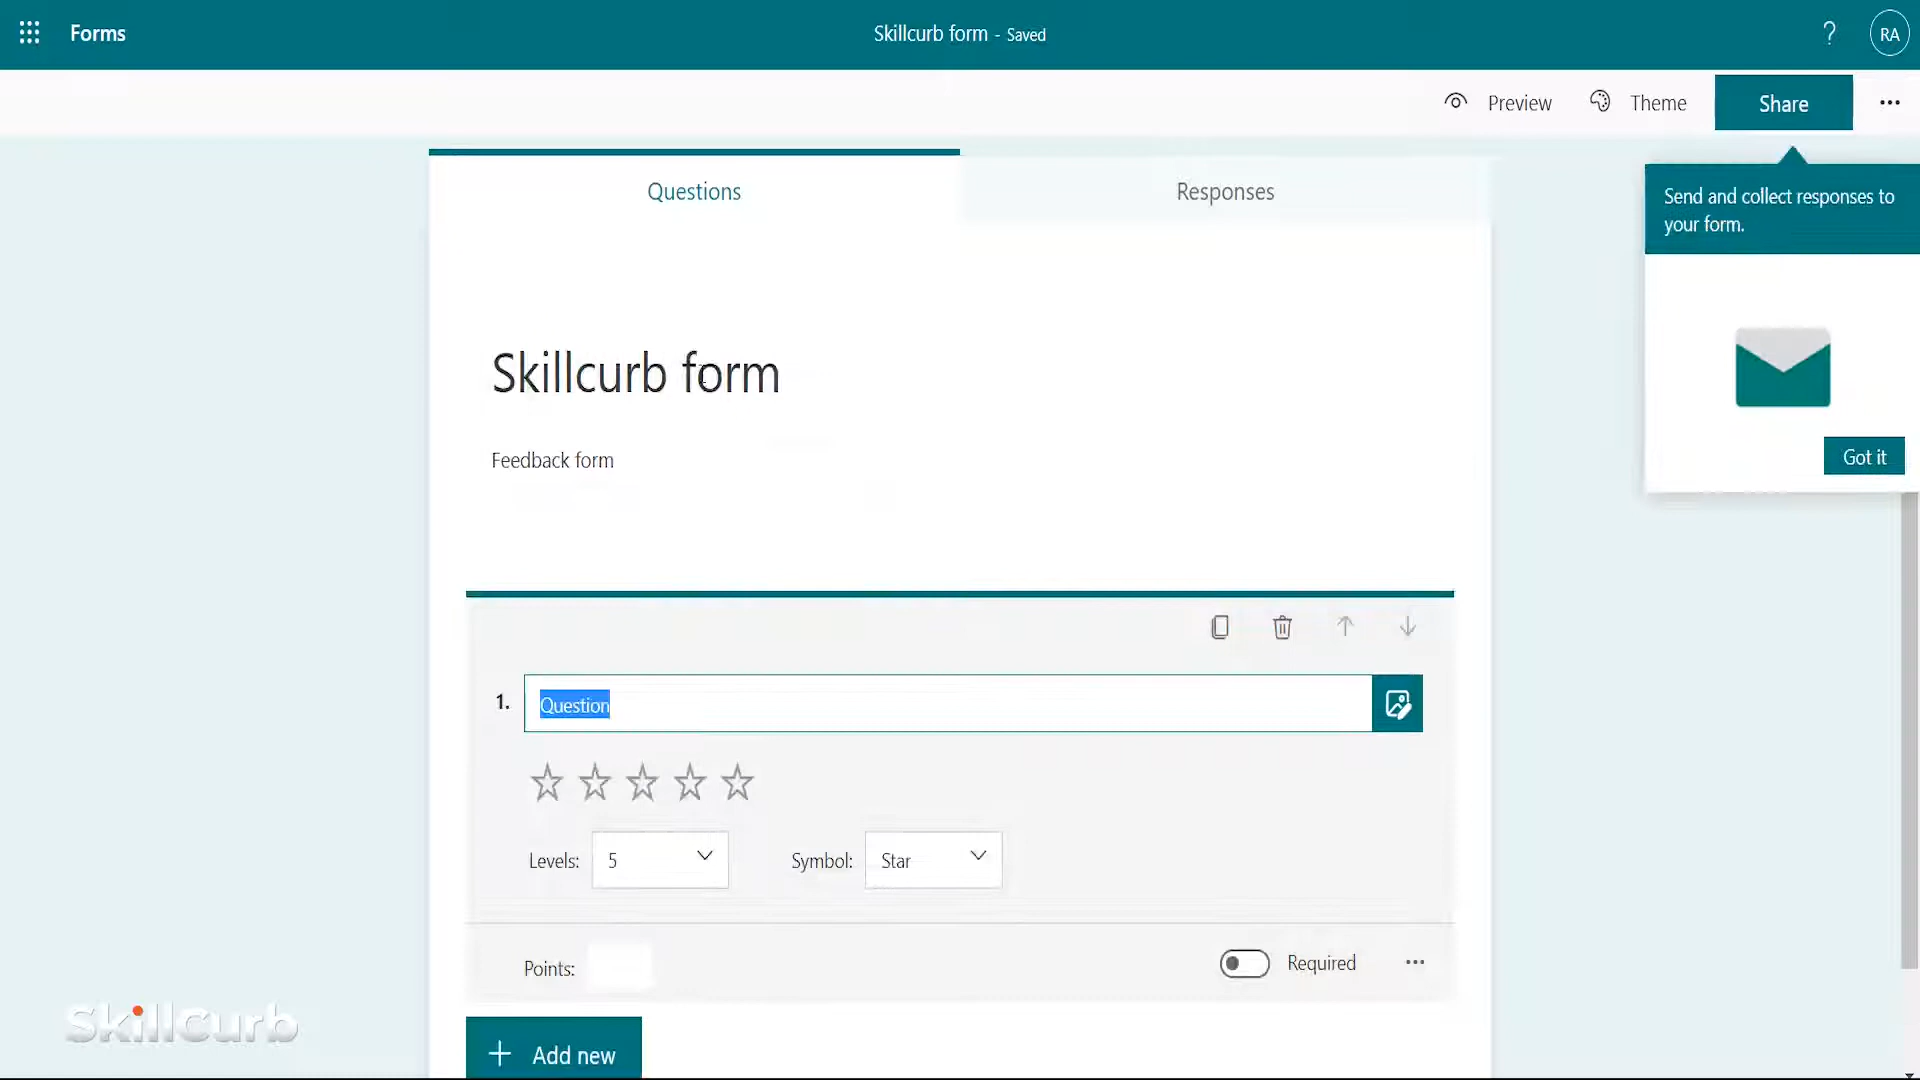 Forms
Skillcurb form - Saved
?
RA
Preview
Theme
Share
Questions
Responses
Send and collect responses to
your form.
Skillcurb form
Got it
Feedback form
1.
Question
Levels: 5
Symbol: Star
Points:
Required
SkillCurb
+ Add new